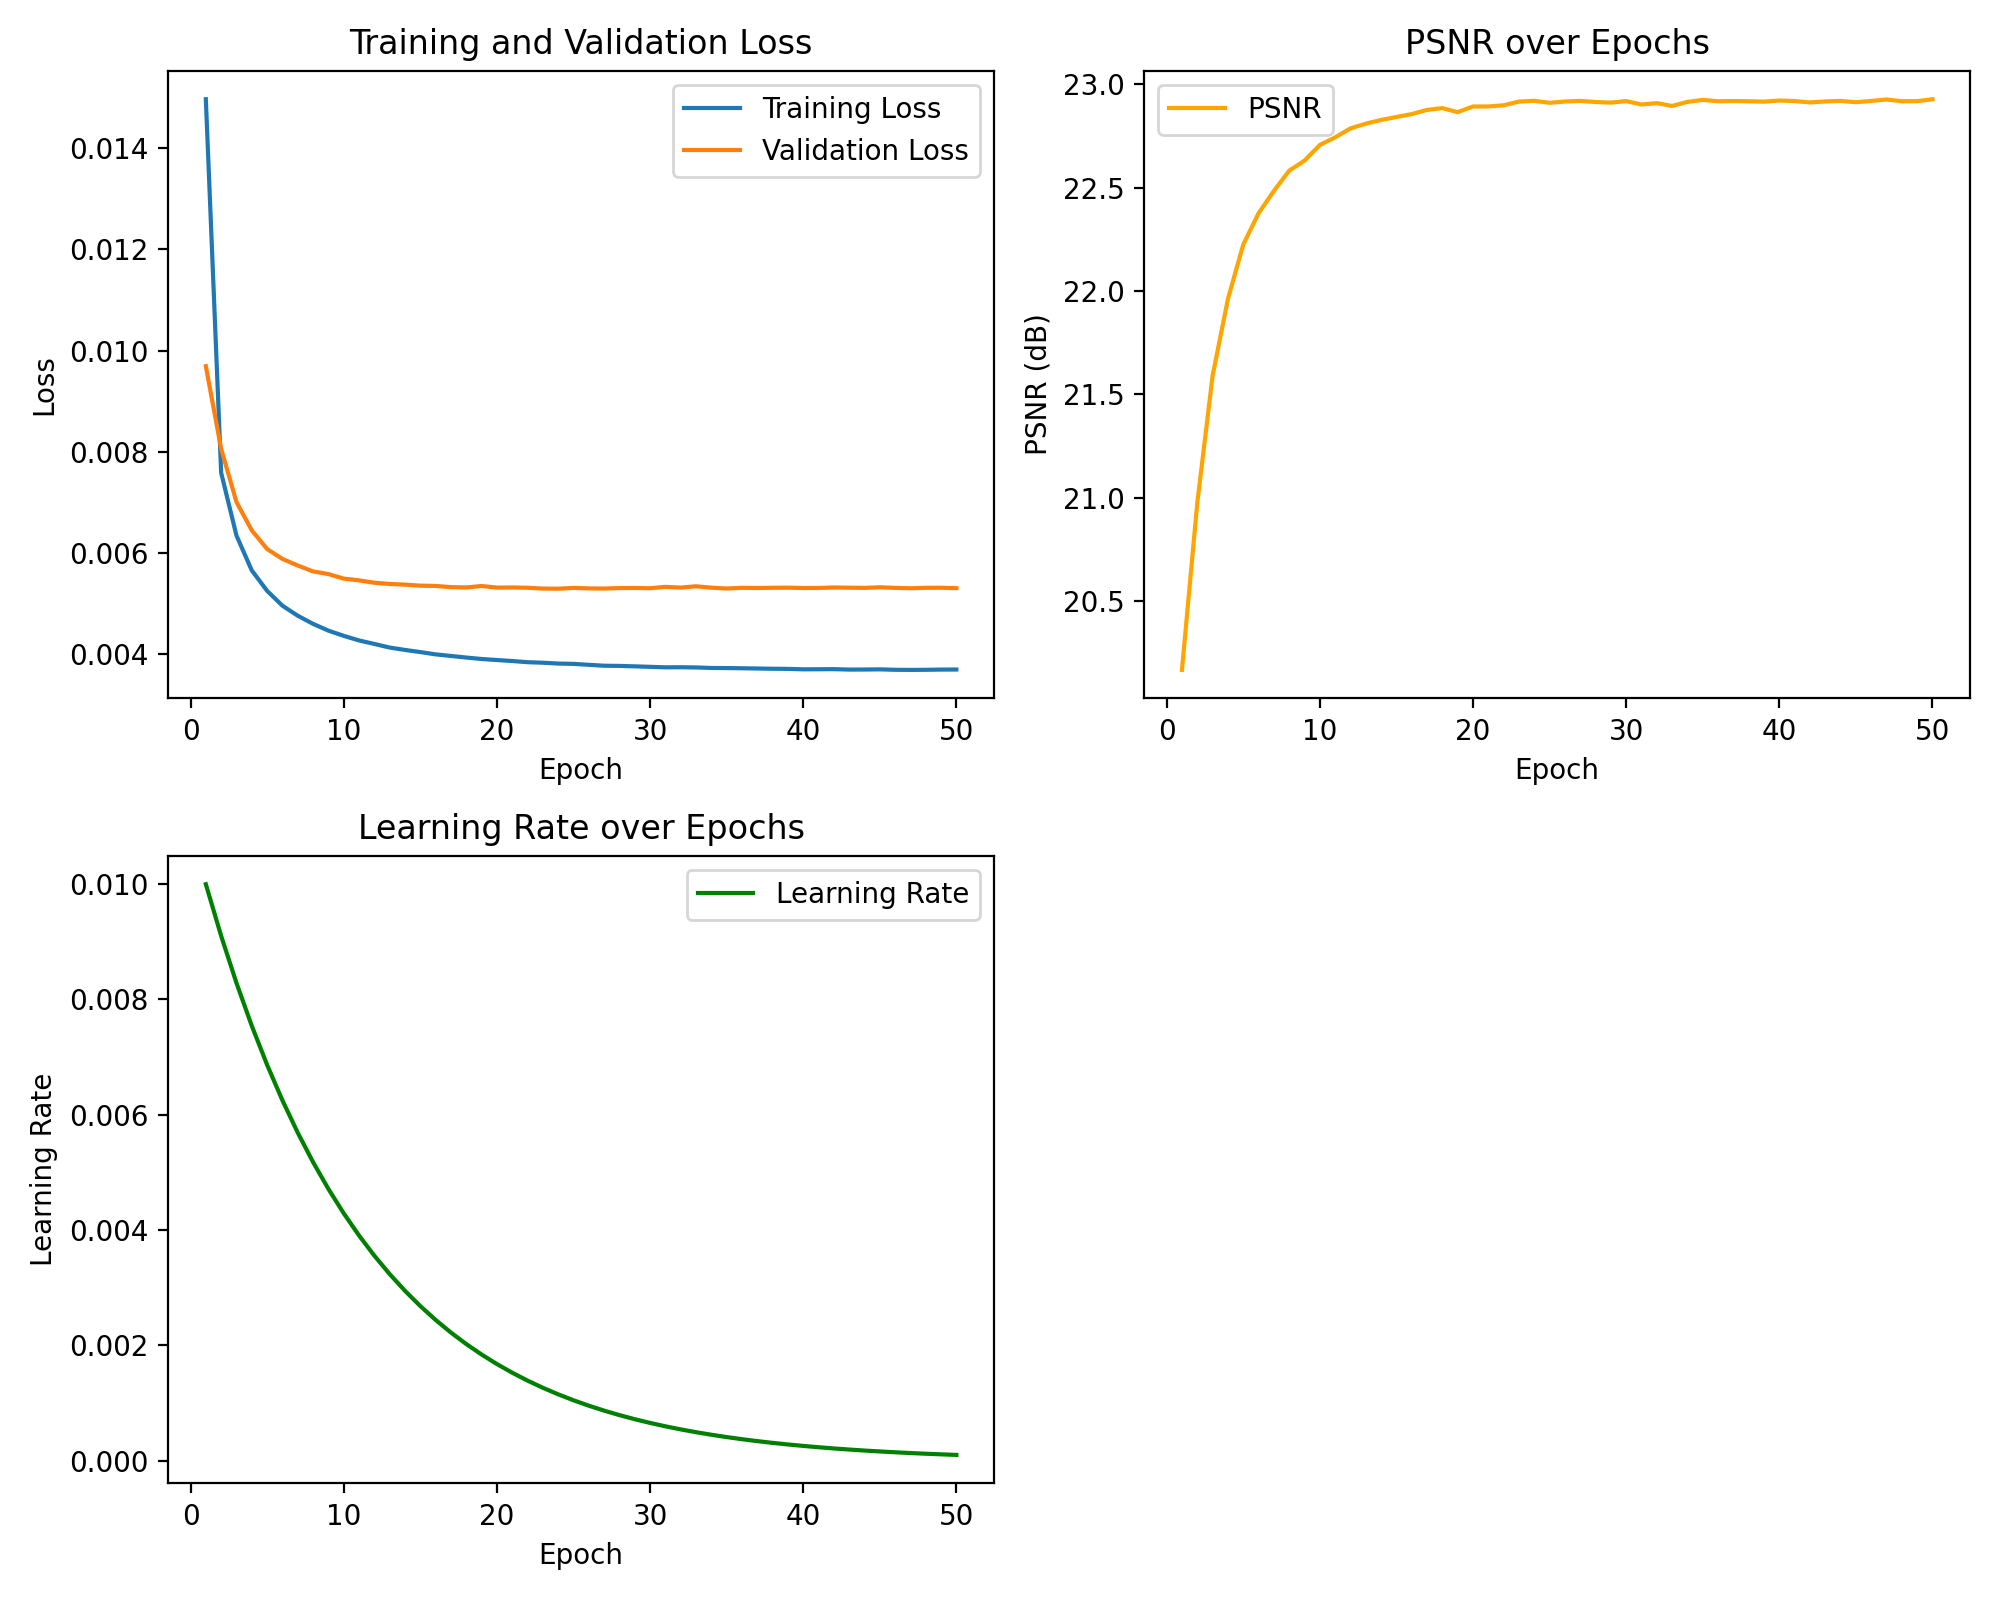 Training and Validation Loss
Training Loss
Validation Loss
0.014
0.012
0.010
0.008
0.006
0.004
Loss
0 10 20 30 40 50
Epoch
PSNR over Epochs
PSNR
23.0
22.5
22.0
21.5
21.0
20.5
PSNR (dB)
0 10 20 30 40 50
Epoch
Learning Rate over Epochs
Learning Rate
0.010
0.008
0.006
0.004
0.002
0.000
Learning Rate
0 10 20 30 40 50
Epoch